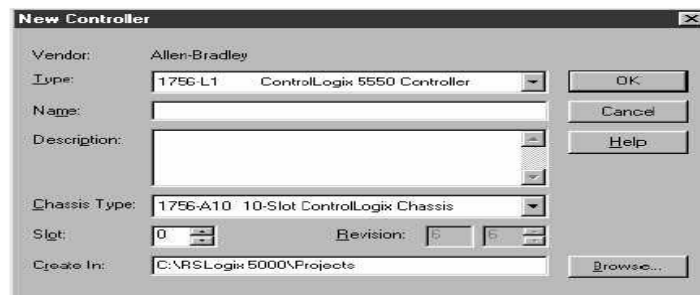 New Controller
Vendor: Allen-Bradley
Type: 1756-L1 ControlLogix 5550 Controller OK
Name: Cancel
Description: Help
Chassis Type: 1756-A10 10-Slot ControlLogix Chassis
Slot: 0 Revision: 6 6
Create In: C:\RSLogix 5000\Projects Browse...